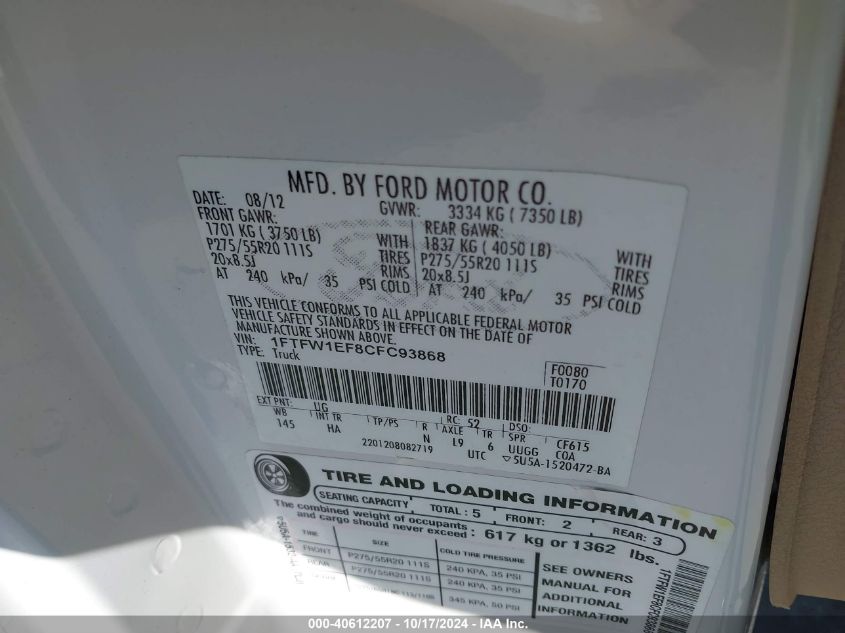 MFD. BY FORD MOTOR CO.
DATE: 08/12 GVWR: 3334 KG ( 7350 LB)
FRONT GAWR: REAR GAWR:
1701 KG ( 3750 LB) WITH 1837 KG ( 4050 LB) WITH
P275/55R20 111S TIRES P275/55R20 111S TIRES
20x8.5J RIMS 20x8.5J RIMS
AT 240 kPa/ 35 PSI COLD AT 240 kPa/ 35 PSI COLD
THIS VEHICLE CONFORMS TO ALL APPLICABLE FEDERAL MOTOR
VEHICLE SAFETY STANDARDS IN EFFECT ON THE DATE OF
MANUFACTURE SHOWN ABOVE.
VIN: 1FTFW1EF8CFC93868
Truck
F0080
T0170
EXT PNT: UG RC: 52 DSO:
WB INT TR TP/PS R AXLE TR SPR CF615
145 HA N L9 6 UUGG COA
2201208082719 UTC ▽5U5A-1520472-BA
TIRE AND LOADING INFORMATION
SEATING CAPACITY TOTAL: 5 FRONT: 2 REAR: 3
The combined weight of occupants
and cargo should never exceed: 617 kg or 1362 lbs.
TIRE SIZE COLD TIRE PRESSURE
FRONT P275/55R20 111S 240 KPA, 35 PSI
REAR P275/55R20 111S 240 KPA, 35 PSI
345 KPA, 50 PSI
SEE OWNERS
MANUAL FOR
ADDITIONAL
INFORMATION
000-40612207 - 10/17/2024 - IAA Inc.